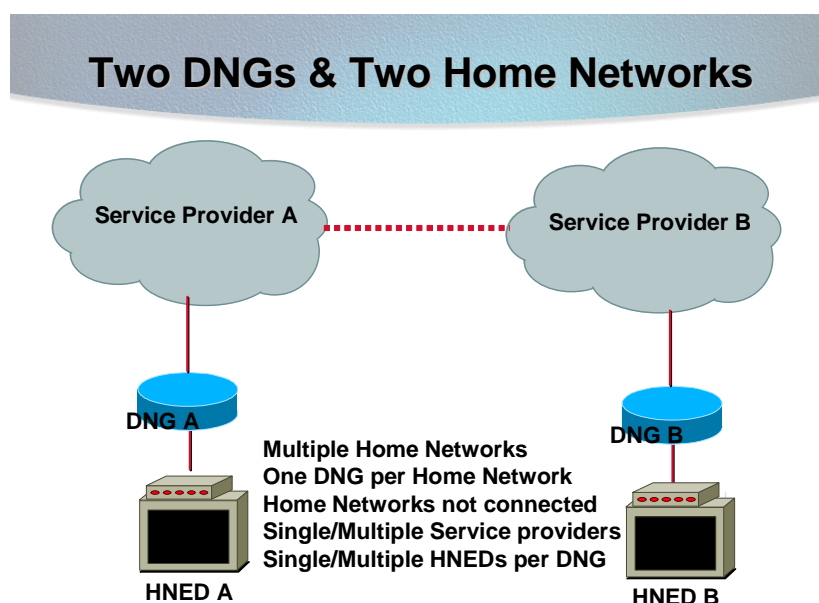 Two DNGs & Two Home Networks
Service Provider A
Service Provider B
DNG A
DNG B
Multiple Home Networks
One DNG per Home Network
Home Networks not connected
Single/Multiple Service providers
Single/Multiple HNEDs per DNG
HNED A
HNED B